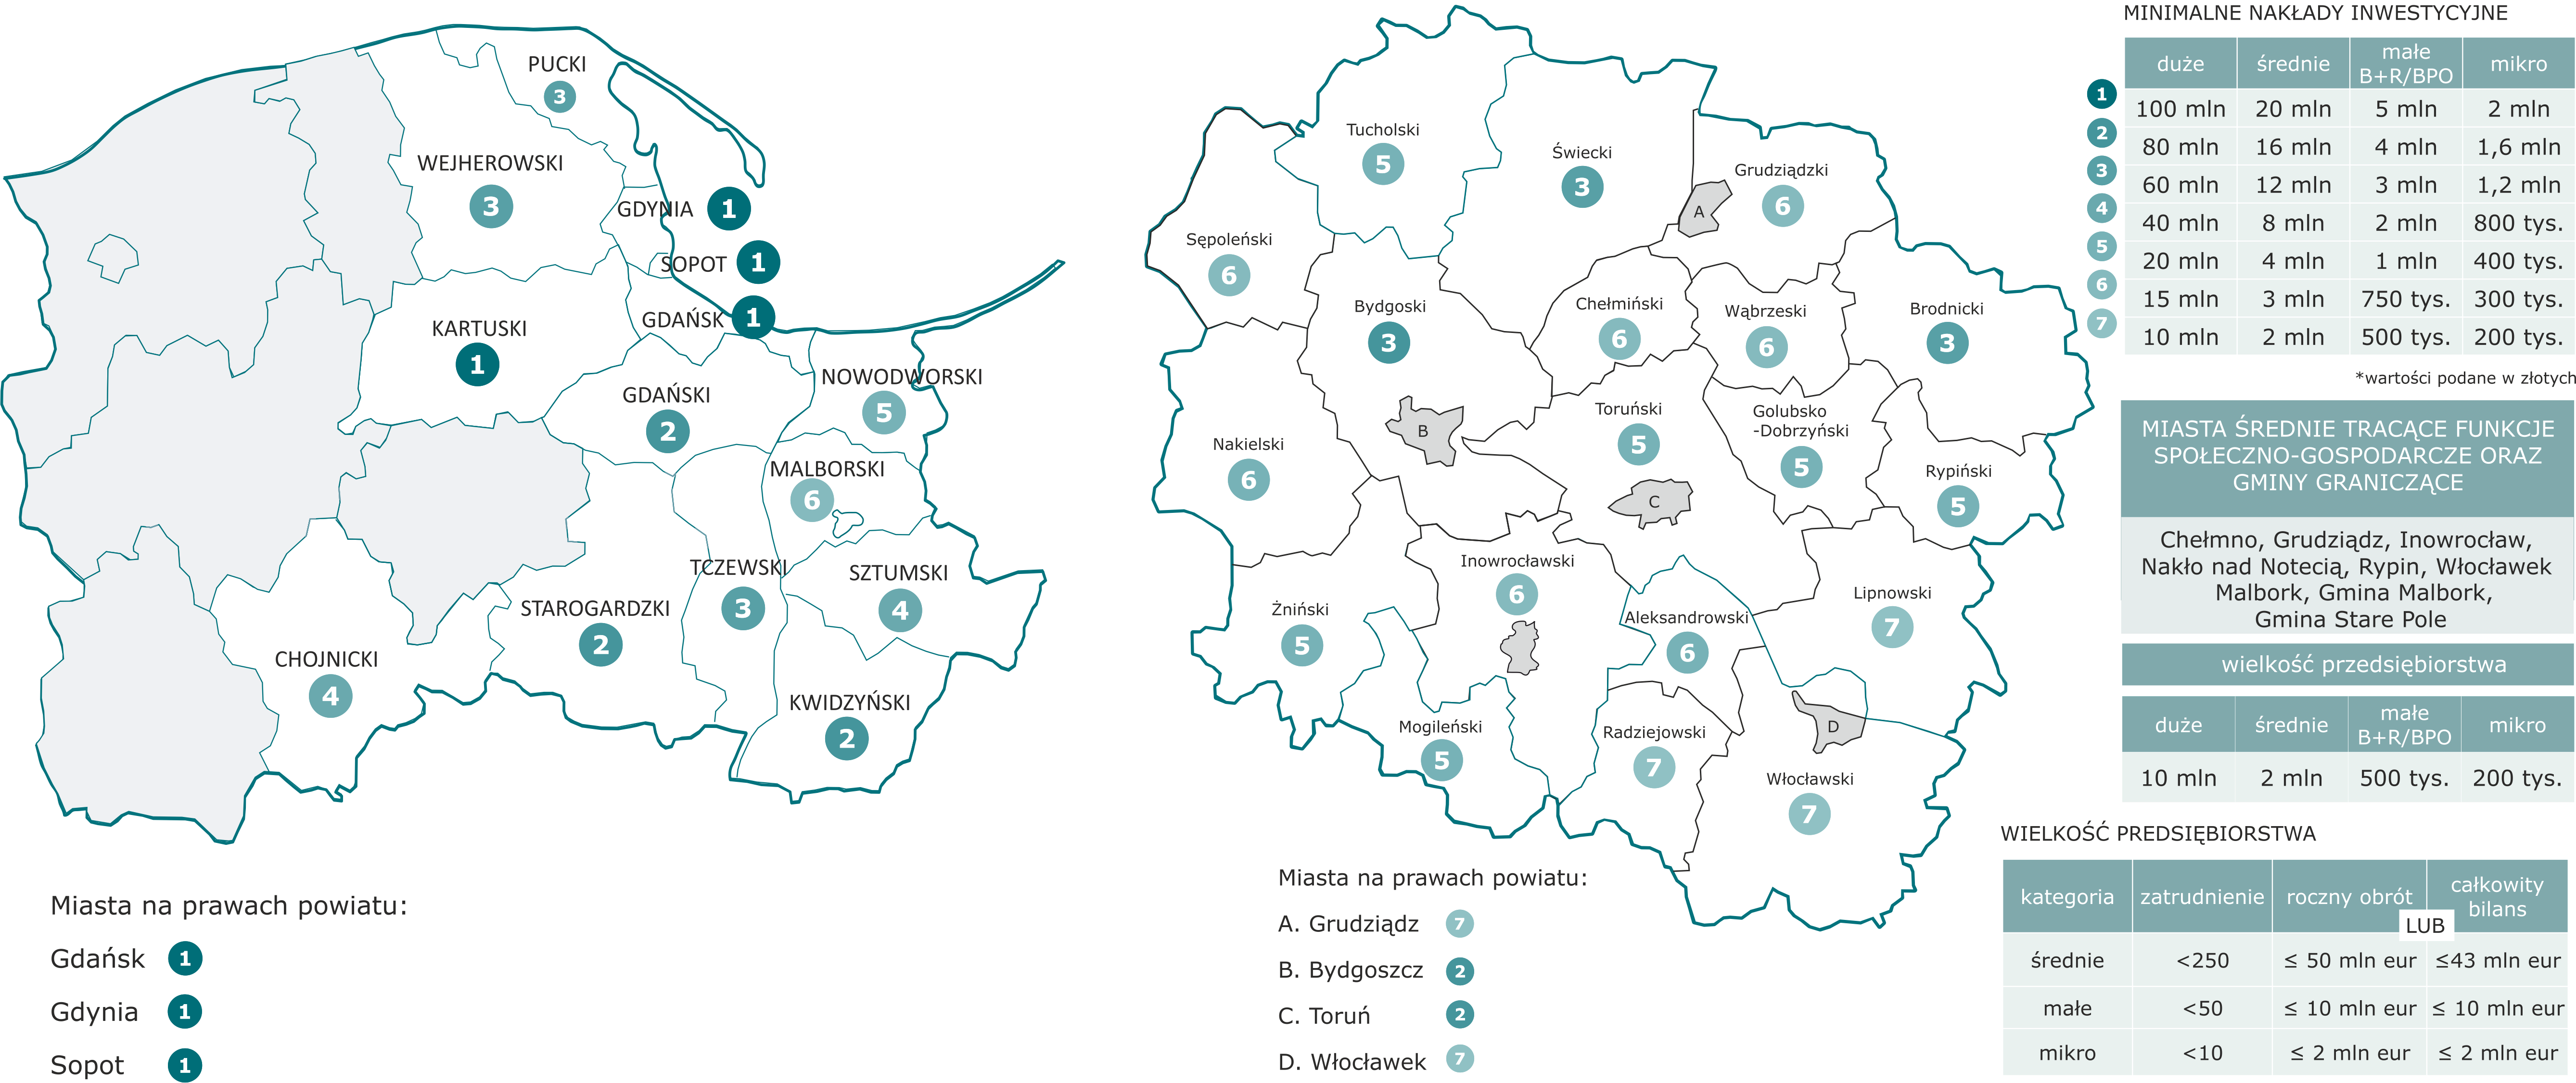 PUCKI
3
WEJHEROWSKI
3
GDYNIA 1
SOPOT 1
GDAŃSK 1
KARTUSKI
1
GDAŃSKI
2
NOWODWORSKI
5
MALBORSKI
6
TCZEWSKI
3
SZTUMSKI
4
STAROGARDZKI
2
CHOJNICKI
4
KWIDZYŃSKI
2
Miasta na prawach powiatu:
Gdańsk 1
Gdynia 1
Sopot 1
Tucholski
5
Świecki
3
Grudziądzki
6
A
Sępoleński
6
Bydgoski
3
Chełmiński
6
Wąbrzeski
6
Brodnicki
3
B
Toruński
5
Golubsko
-Dobrzyński
5
Nakielski
6
Rypiński
5
C
Inowrocławski
6
Żniński
5
Aleksandrowski
6
Lipnowski
7
Mogileński
5
Radziejowski
7
D
Włocławski
7
Miasta na prawach powiatu:
A. Grudziądz 7
B. Bydgoszcz 2
C. Toruń 2
D. Włocławek 7
MINIMALNE NAKŁADY INWESTYCYJNE
duże średnie małe B+R/BPO mikro
1 100 mln 20 mln 5 mln 2 mln
2 80 mln 16 mln 4 mln 1,6 mln
3 60 mln 12 mln 3 mln 1,2 mln
4 40 mln 8 mln 2 mln 800 tys.
5 20 mln 4 mln 1 mln 400 tys.
6 15 mln 3 mln 750 tys. 300 tys.
7 10 mln 2 mln 500 tys. 200 tys.
*wartości podane w złotych
MIASTA ŚREDNIE TRACĄCE FUNKCJE
SPOŁECZNO-GOSPODARCZE ORAZ
GMINY GRANICZĄCE
Chełmno, Grudziądz, Inowrocław,
Nakło nad Notecią, Rypin, Włocławek
Malbork, Gmina Malbork,
Gmina Stare Pole
wielkość przedsiębiorstwa
duże średnie małe B+R/BPO mikro
10 mln 2 mln 500 tys. 200 tys.
WIELKOŚĆ PREDSIĘBIORSTWA
kategoria zatrudnienie roczny obrót całkowity bilans
LUB
średnie <250 ≤ 50 mln eur ≤43 mln eur
małe <50 ≤ 10 mln eur ≤ 10 mln eur
mikro <10 ≤ 2 mln eur ≤ 2 mln eur